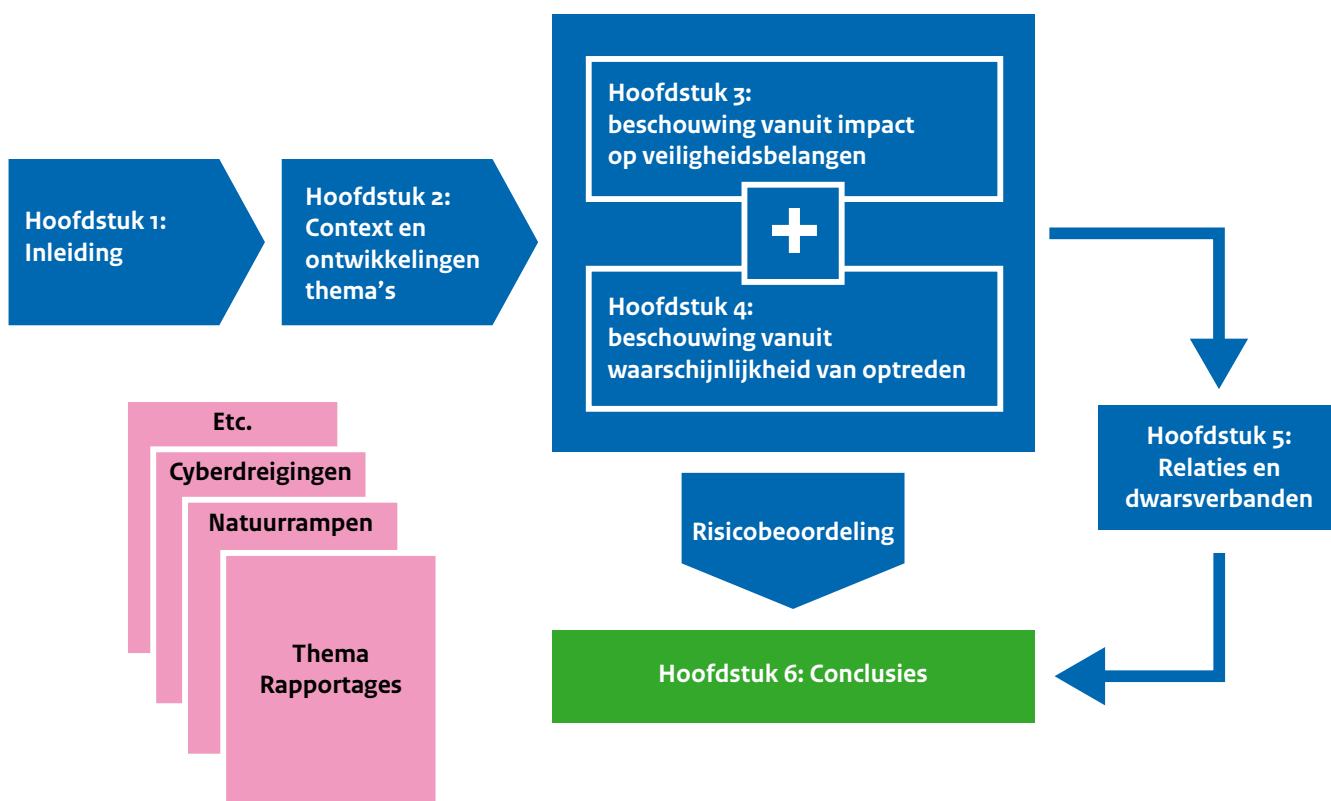 Hoofdstuk 1:
Inleiding
Hoofdstuk 2:
Context en
ontwikkelingen
thema's
Hoofdstuk 3:
beschouwing vanuit impact
op veiligheidsbelangen
+
Hoofdstuk 4:
beschouwing vanuit
waarschijnlijkheid van optreden
Hoofdstuk 5:
Relaties en
dwarsverbanden
Risicobeoordeling
Hoofdstuk 6: Conclusies
Etc.
Cyberdreigingen
Natuurrampen
Thema
Rapportages